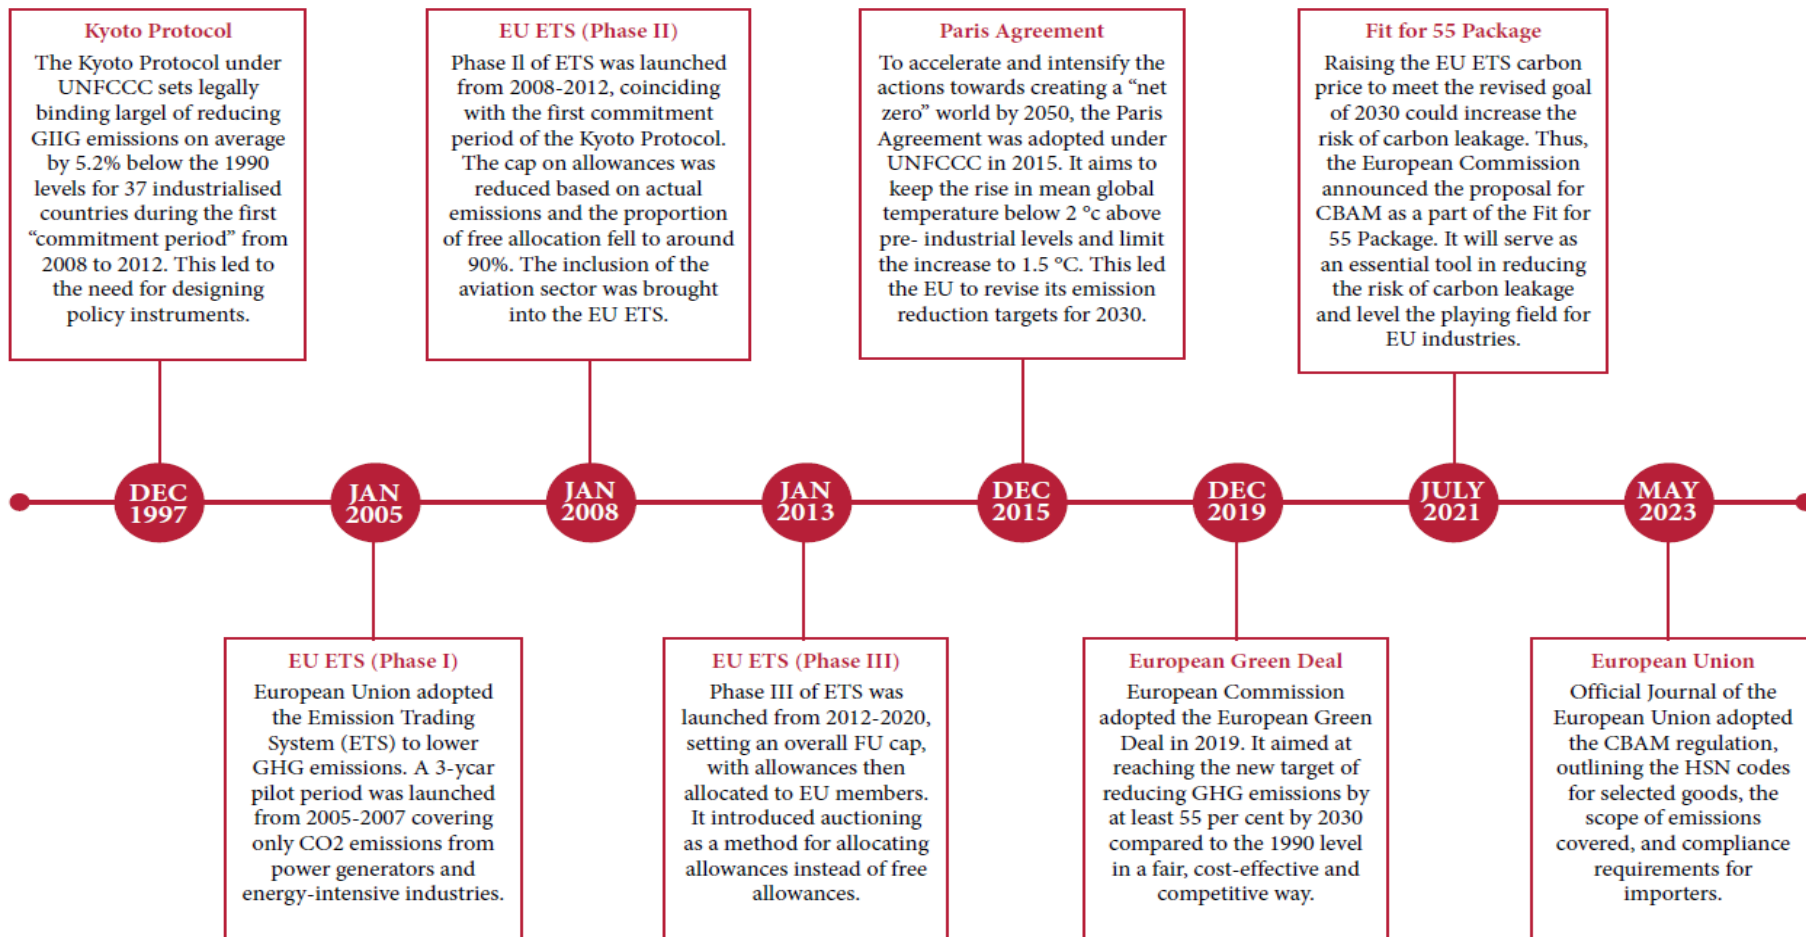 Kyoto Protocol
The Kyoto Protocol under
UNFCCC sets legally
binding largel of reducing
GIIG emissions on average
by 5.2% below the 1990
levels for 37 industrialised
countries during the first
“commitment period” from
2008 to 2012. This led to
the need for designing
policy instruments.
EU ETS (Phase II)
Phase Il of ETS was launched
from 2008-2012, coinciding
with the first commitment
period of the Kyoto Protocol.
The cap on allowances was
reduced based on actual
emissions and the proportion
of free allocation fell to around
90%. The inclusion of the
aviation sector was brought
into the EU ETS.
Paris Agreement
To accelerate and intensify the
actions towards creating a “net
zero” world by 2050, the Paris
Agreement was adopted under
UNFCCC in 2015. It aims to
keep the rise in mean global
temperature below 2 °c above
pre- industrial levels and limit
the increase to 1.5 °C. This led
the EU to revise its emission
reduction targets for 2030.
Fit for 55 Package
Raising the EU ETS carbon
price to meet the revised goal
of 2030 could increase the
risk of carbon leakage. Thus,
the European Commission
announced the proposal for
CBAM as a part of the Fit for
55 Package. It will serve as
an essential tool in reducing
the risk of carbon leakage
and level the playing field for
EU industries.
DEC
1997
JAN
2005
JAN
2008
JAN
2013
DEC
2015
DEC
2019
JULY
2021
MAY
2023
EU ETS (Phase I)
European Union adopted
the Emission Trading
System (ETS) to lower
GHG emissions. A 3-ycar
pilot period was launched
from 2005-2007 covering
only CO2 emissions from
power generators and
energy-intensive industries.
EU ETS (Phase III)
Phase III of ETS was
launched from 2012-2020,
setting an overall FU cap,
with allowances then
allocated to EU members.
It introduced auctioning
as a method for allocating
allowances instead of free
allowances.
European Green Deal
European Commission
adopted the European Green
Deal in 2019. It aimed at
reaching the new target of
reducing GHG emissions by
at least 55 per cent by 2030
compared to the 1990 level
in a fair, cost-effective and
competitive way.
European Union
Official Journal of the
European Union adopted
the CBAM regulation,
outlining the HSN codes
for selected goods, the
scope of emissions
covered, and compliance
requirements for
importers.